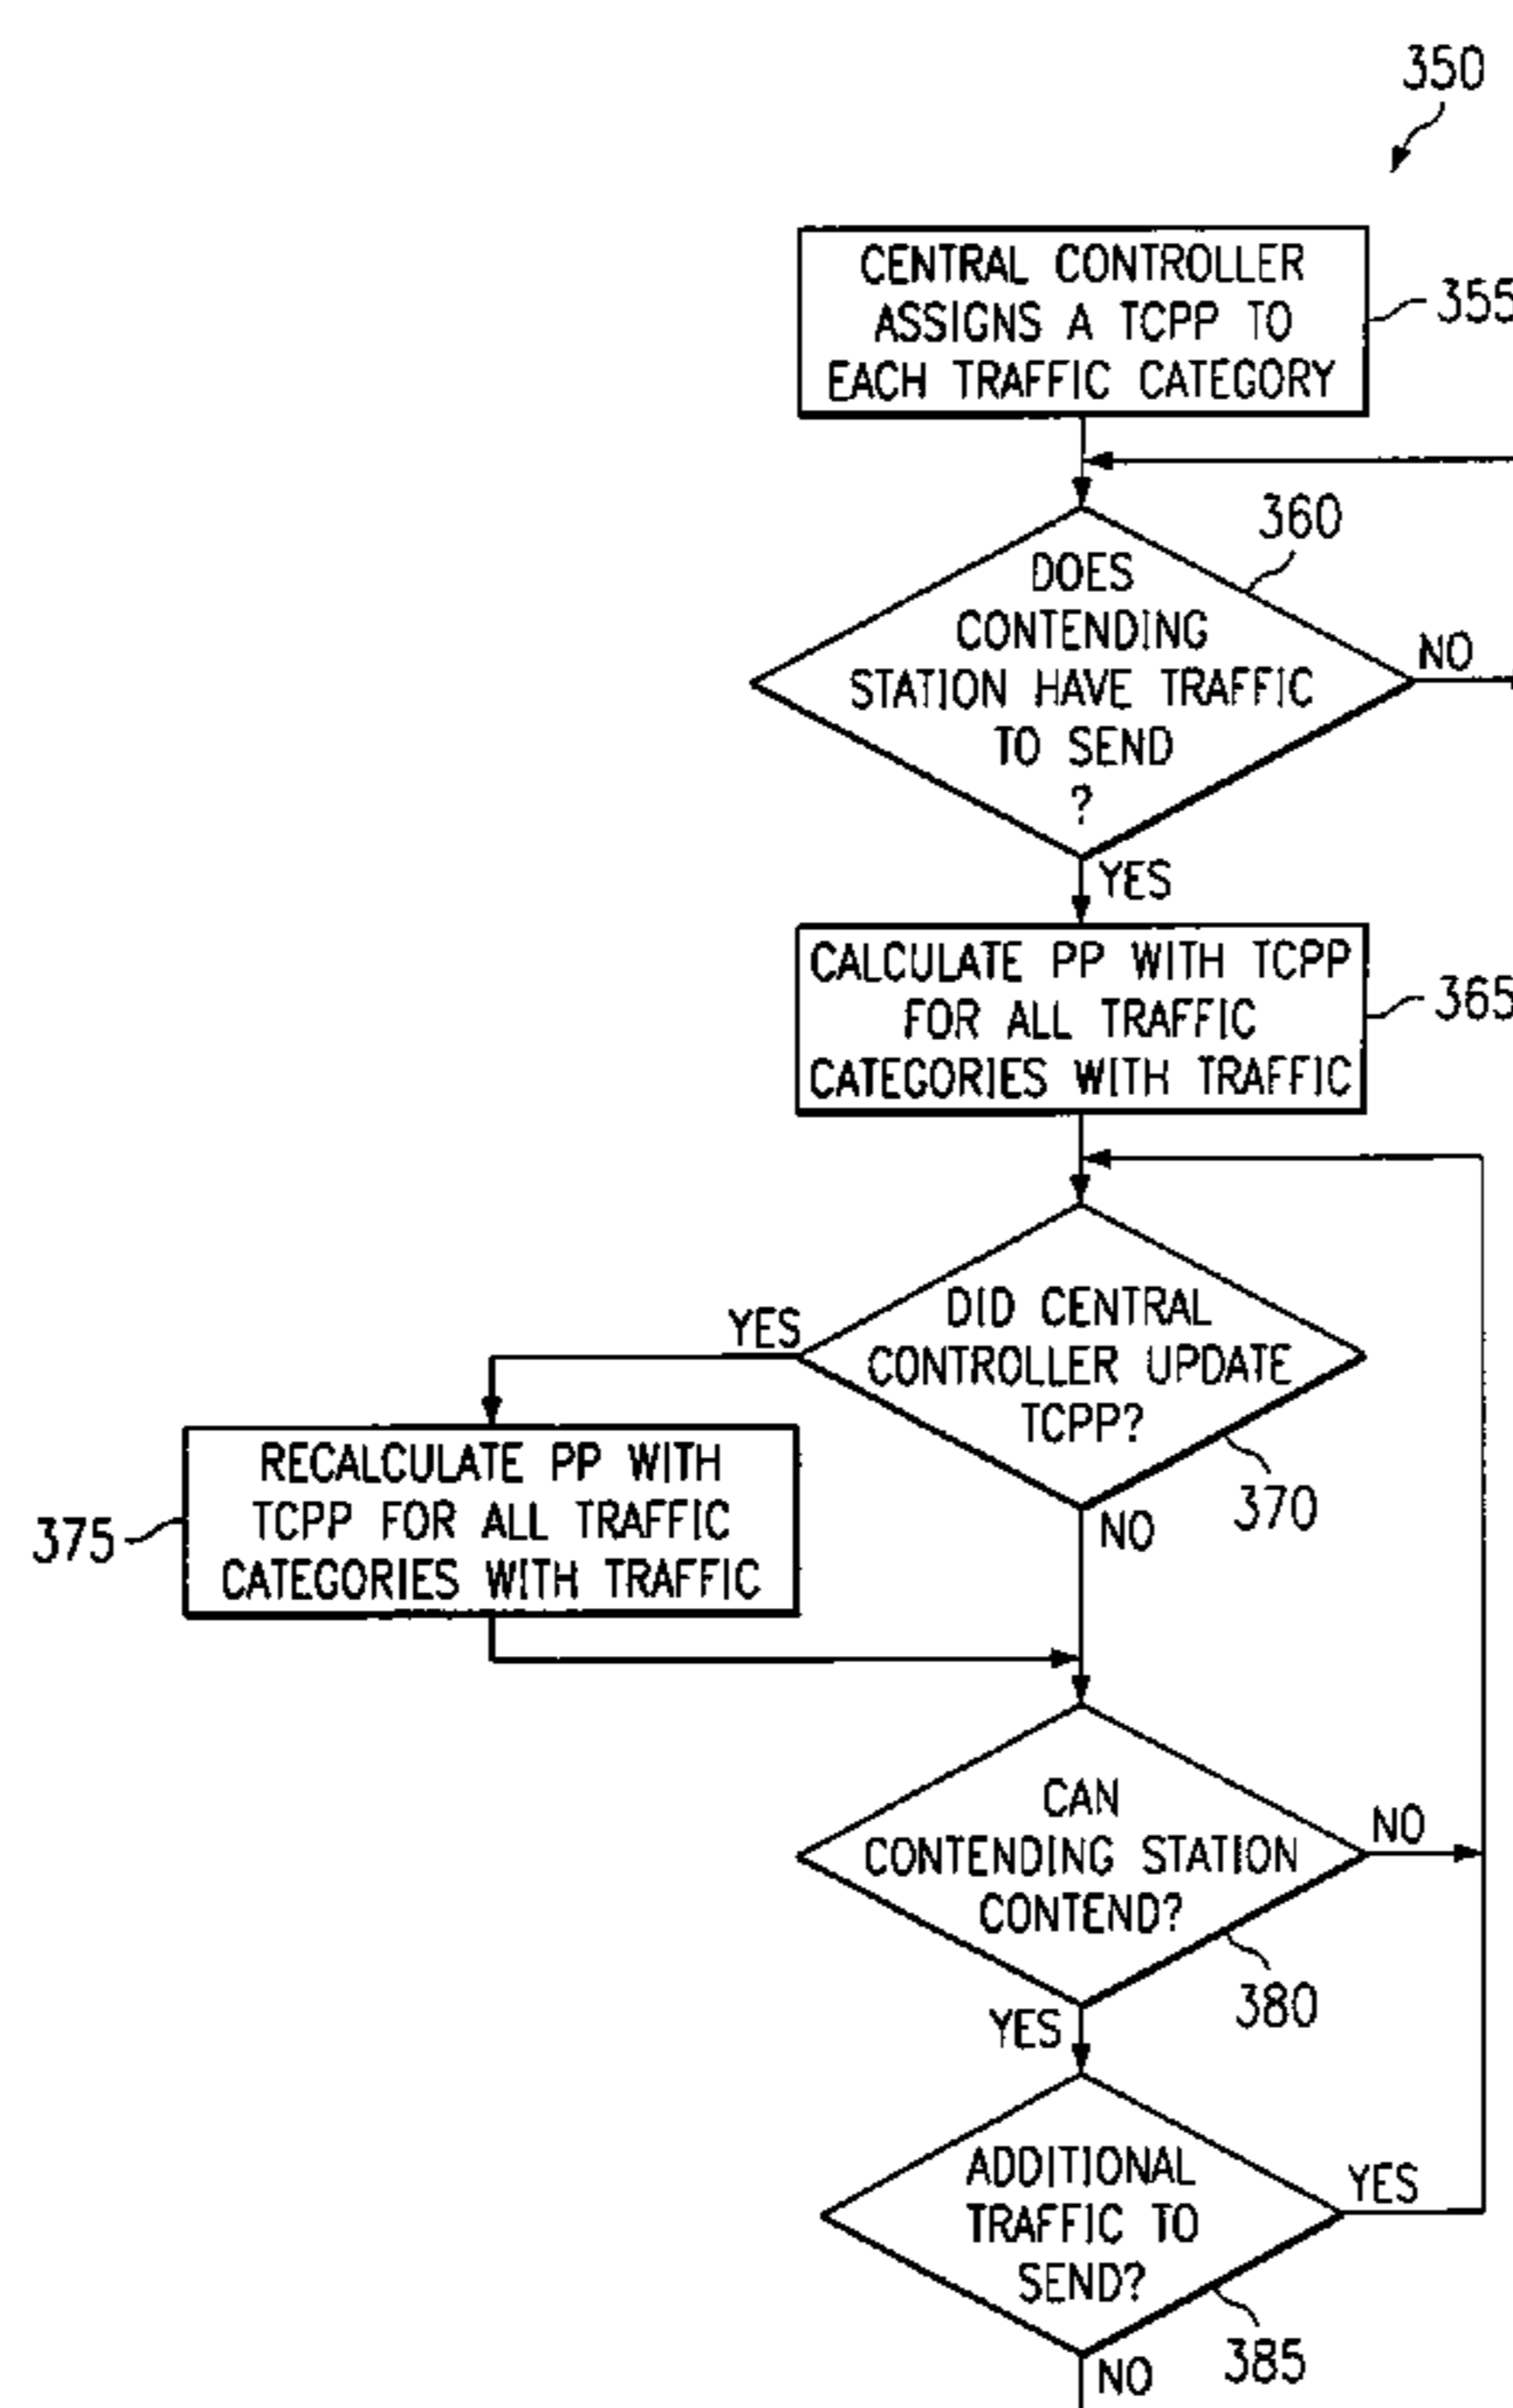 350
CENTRAL CONTROLLER
ASSIGNS A TCPP TO
EACH TRAFFIC CATEGORY
355
360
DOES
CONTENDING
STATION HAVE TRAFFIC
TO SEND
?
NO
YES
CALCULATE PP WITH TCPP
FOR ALL TRAFFIC
CATEGORIES WITH TRAFFIC
365
DID CENTRAL
CONTROLLER UPDATE
TCPP?
YES
370
NO
RECALCULATE PP WITH
TCPP FOR ALL TRAFFIC
CATEGORIES WITH TRAFFIC
375
CAN
CONTENDING STATION
CONTEND?
NO
380
YES
ADDITIONAL
TRAFFIC TO
SEND?
YES
385
NO